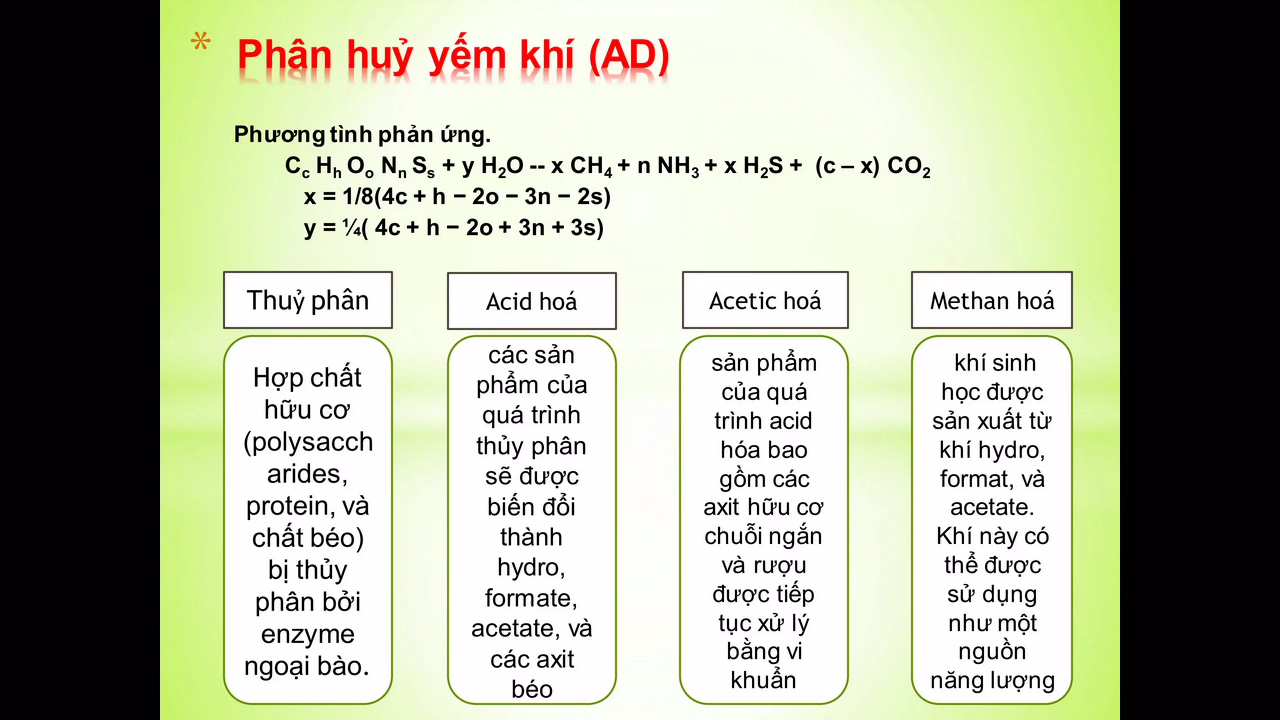 * Phân huỷ yếm khí (AD)
Phương tình phản ứng.
Cc Hh Oo Nn Ss + y H2O -- x CH4 + n NH3 + x H2S + (c – x) CO2
x = 1/8(4c + h − 2o − 3n − 2s)
y = ¼( 4c + h − 2o + 3n + 3s)
Thuỷ phân
Hợp chất
hữu cơ
(polysacch
arides,
protein, và
chất béo)
bị thủy
phân bởi
enzyme
ngoại bào.
Acid hoá
các sản
phẩm của
quá trình
thủy phân
sẽ được
biến đổi
thành
hydro,
formate,
acetate, và
các axit
béo
Acetic hoá
sản phẩm
của quá
trình acid
hóa bao
gồm các
axit hữu cơ
chuỗi ngắn
và rượu
được tiếp
tục xử lý
bằng vi
khuẩn
Methan hoá
khí sinh
học được
sản xuất từ
khí hydro,
format, và
acetate.
Khí này có
thể được
sử dụng
như một
nguồn
năng lượng